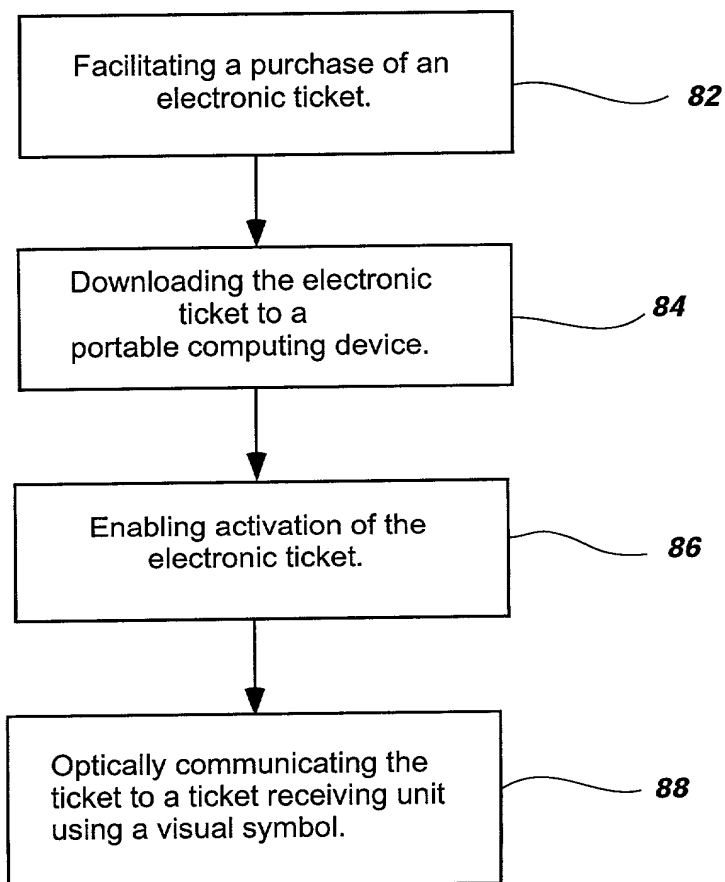 Facilitating a purchase of an
electronic ticket.
82
Downloading the electronic
ticket to a
portable computing device.
84
Enabling activation of the
electronic ticket.
86
Optically communicating the
ticket to a ticket receiving unit
using a visual symbol.
88